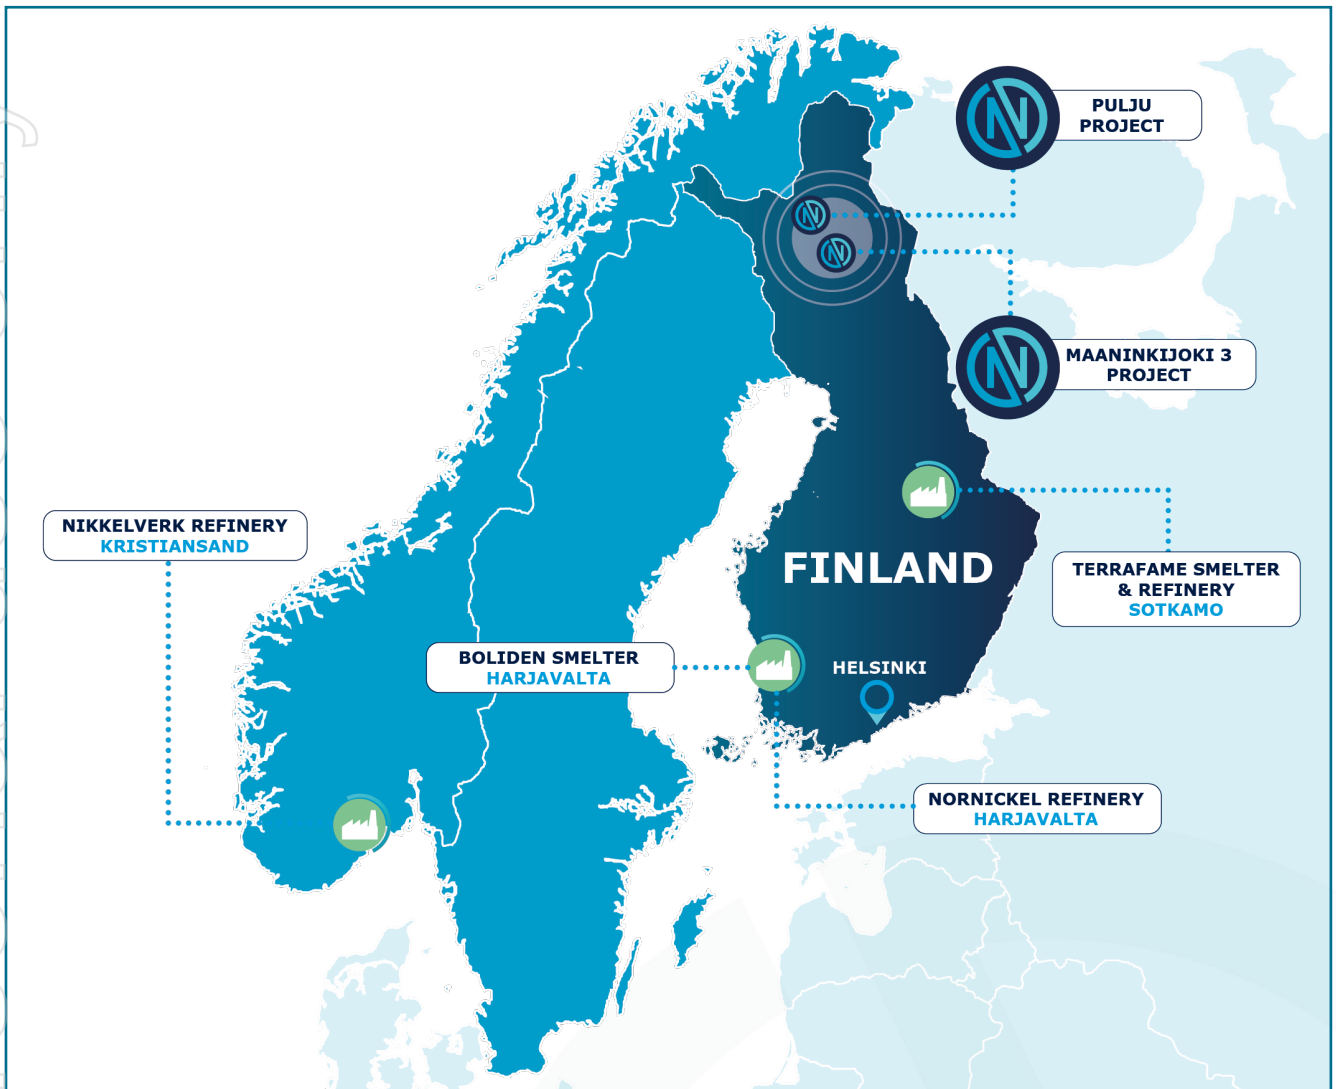 PULJU
PROJECT
MAANINKIJOKI 3
PROJECT
NIKKELVERK REFINERY
KRISTIANSAND
FINLAND
TERRAFAME SMELTER
& REFINERY
SOTKAMO
BOLIDEN SMELTER
HARJAVALTA
HELSINKI
NORNICKEL REFINERY
HARJAVALTA